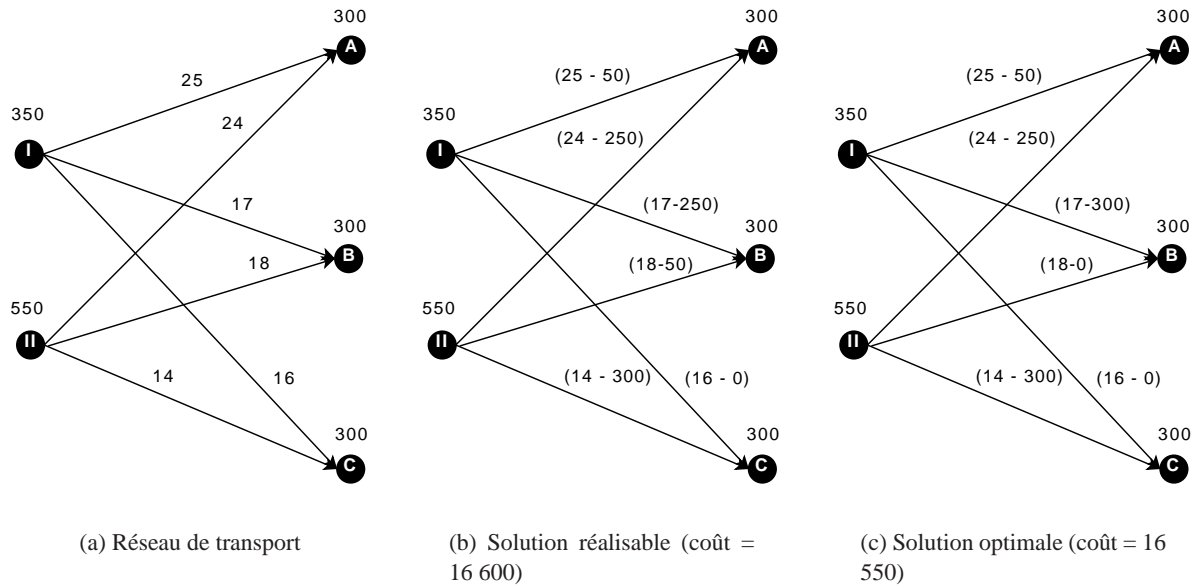 300
A
25
350
24
I
17
300
B
18
550
II
14
16
300
C
(a) Réseau de transport
300
A
(25 - 50)
350
(24 - 250)
I
(17-250)
300
B
(18-50)
550
II
(14 - 300)
(16 - 0)
300
C
(b) Solution réalisable (coût =
16 600)
300
A
(25 - 50)
350
(24 - 250)
I
(17-300)
300
B
(18-0)
550
II
(14 - 300)
(16 - 0)
300
C
(c) Solution optimale (coût = 16
550)